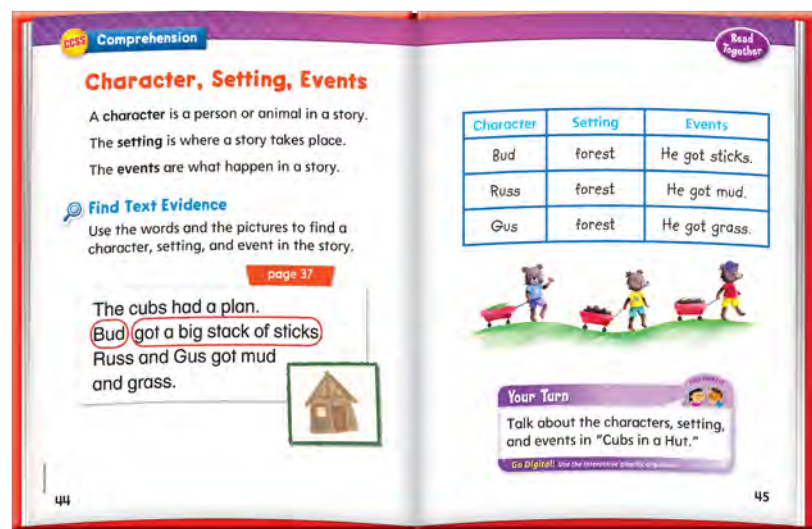 CCSS Comprehension
Character, Setting, Events
A character is a person or animal in a story.
The setting is where a story takes place.
The events are what happen in a story.
Find Text Evidence
Use the words and the pictures to find a
character, setting, and event in the story.
page 37
The cubs had a plan.
Bud got a big stack of sticks
Russ and Gus got mud
and grass.
44
Read
Together
Character Setting Events
Bud forest He got sticks.
Russ forest He got mud.
Gus forest He got grass.
Your Turn
Talk about the characters, setting,
and events in "Cubs in a Hut."
Go Digital! Use the interactive graphic
45